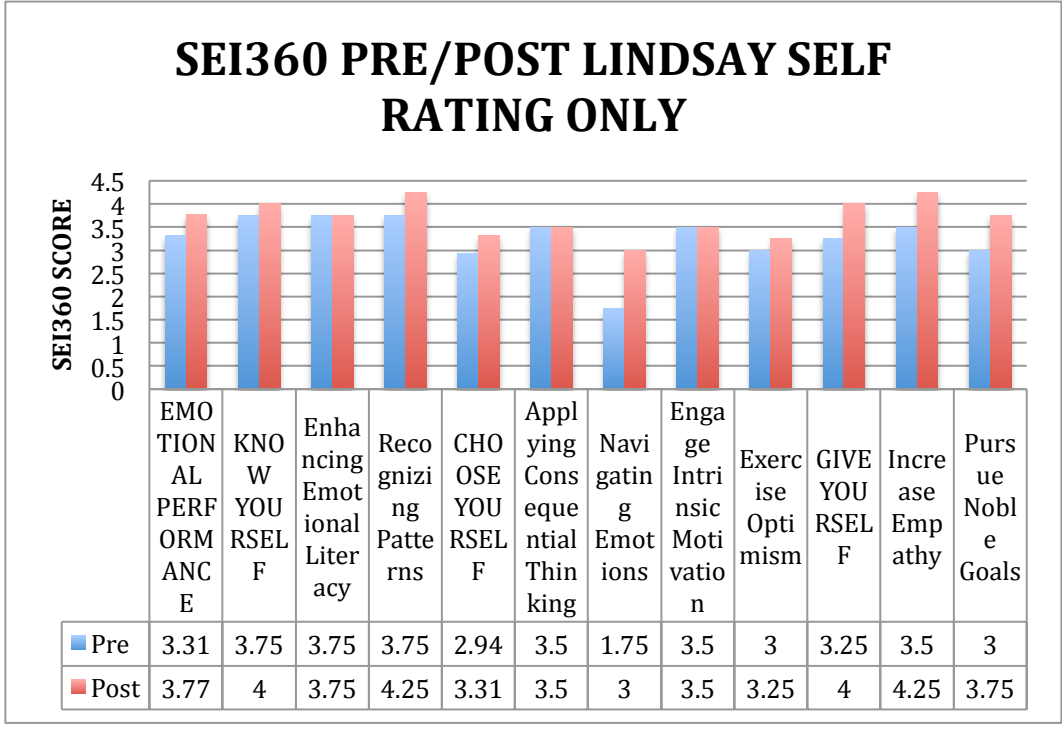 SEI360 PRE/POST LINDSAY SELF
RATING ONLY
SEI360 SCORE
4.5
4
3.5
3
2.5
2
1.5
1
0.5
0
EMO
TION
AL
PERF
ORM
ANC
E
KNO
W
YOU
RSEL
F
Enha
ncing
Emot
ional
Liter
acy
Reco
gnizi
ng
Patte
rns
CHO
OSE
YOU
RSEL
F
Appl
ying
Cons
eque
ntial
Thin
king
Navi
gatin
g
Emot
ions
Enga
ge
Intri
nsic
Moti
vatio
n
Exerc
ise
Opti
mism
GIVE
YOU
RSEL
F
Incre
ase
Emp
athy
Purs
ue
Nobl
e
Goals
Pre 3.31 3.75 3.75 3.75 2.94 3.5 1.75 3.5 3 3.25 3.5 3
Post 3.77 4 3.75 4.25 3.31 3.5 3 3.5 3.25 4 4.25 3.75